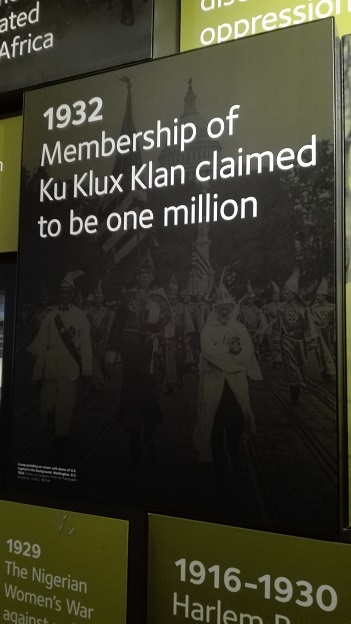 ated
Africa
oppression
1932
Membership of
Ku Klux Klan claimed
to be one million
1929
The Nigerian
Women's War
against
1916-1930
Harlem